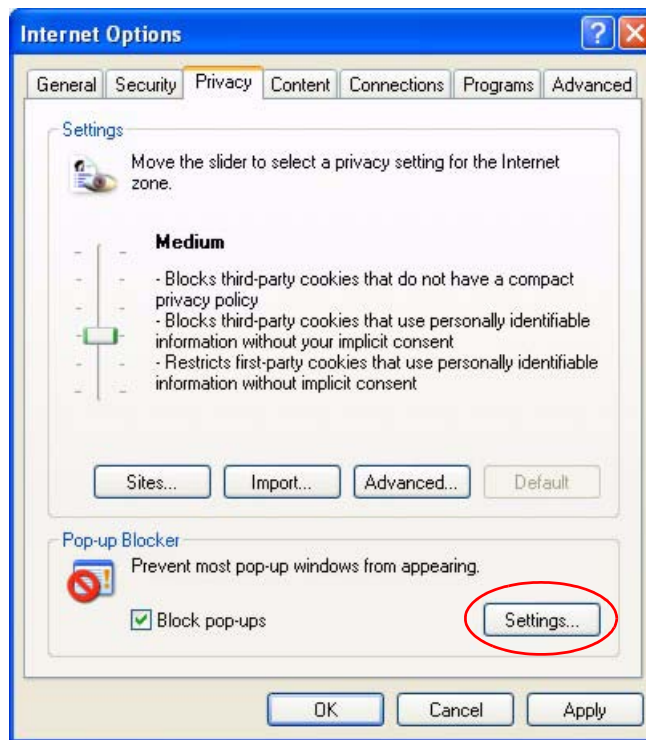 Internet Options
General Security Privacy Content Connections Programs Advanced
Settings
Move the slider to select a privacy setting for the Internet
zone.
Medium
- Blocks third-party cookies that do not have a compact
privacy policy
- Blocks third-party cookies that use personally identifiable
information without your implicit consent
- Restricts first-party cookies that use personally identifiable
information without implicit consent
Sites... Import... Advanced... Default
Pop-up Blocker
Prevent most pop-up windows from appearing.
Block pop-ups Settings...
OK Cancel Apply